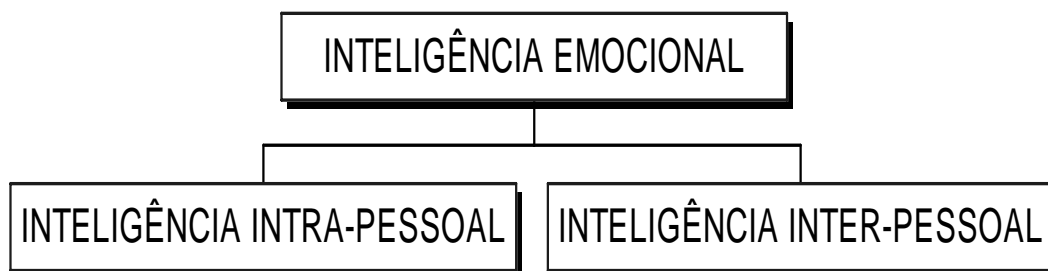 INTELIGÊNCIA EMOCIONAL
INTELIGÊNCIA INTRA-PESSOAL
INTELIGÊNCIA INTER-PESSOAL